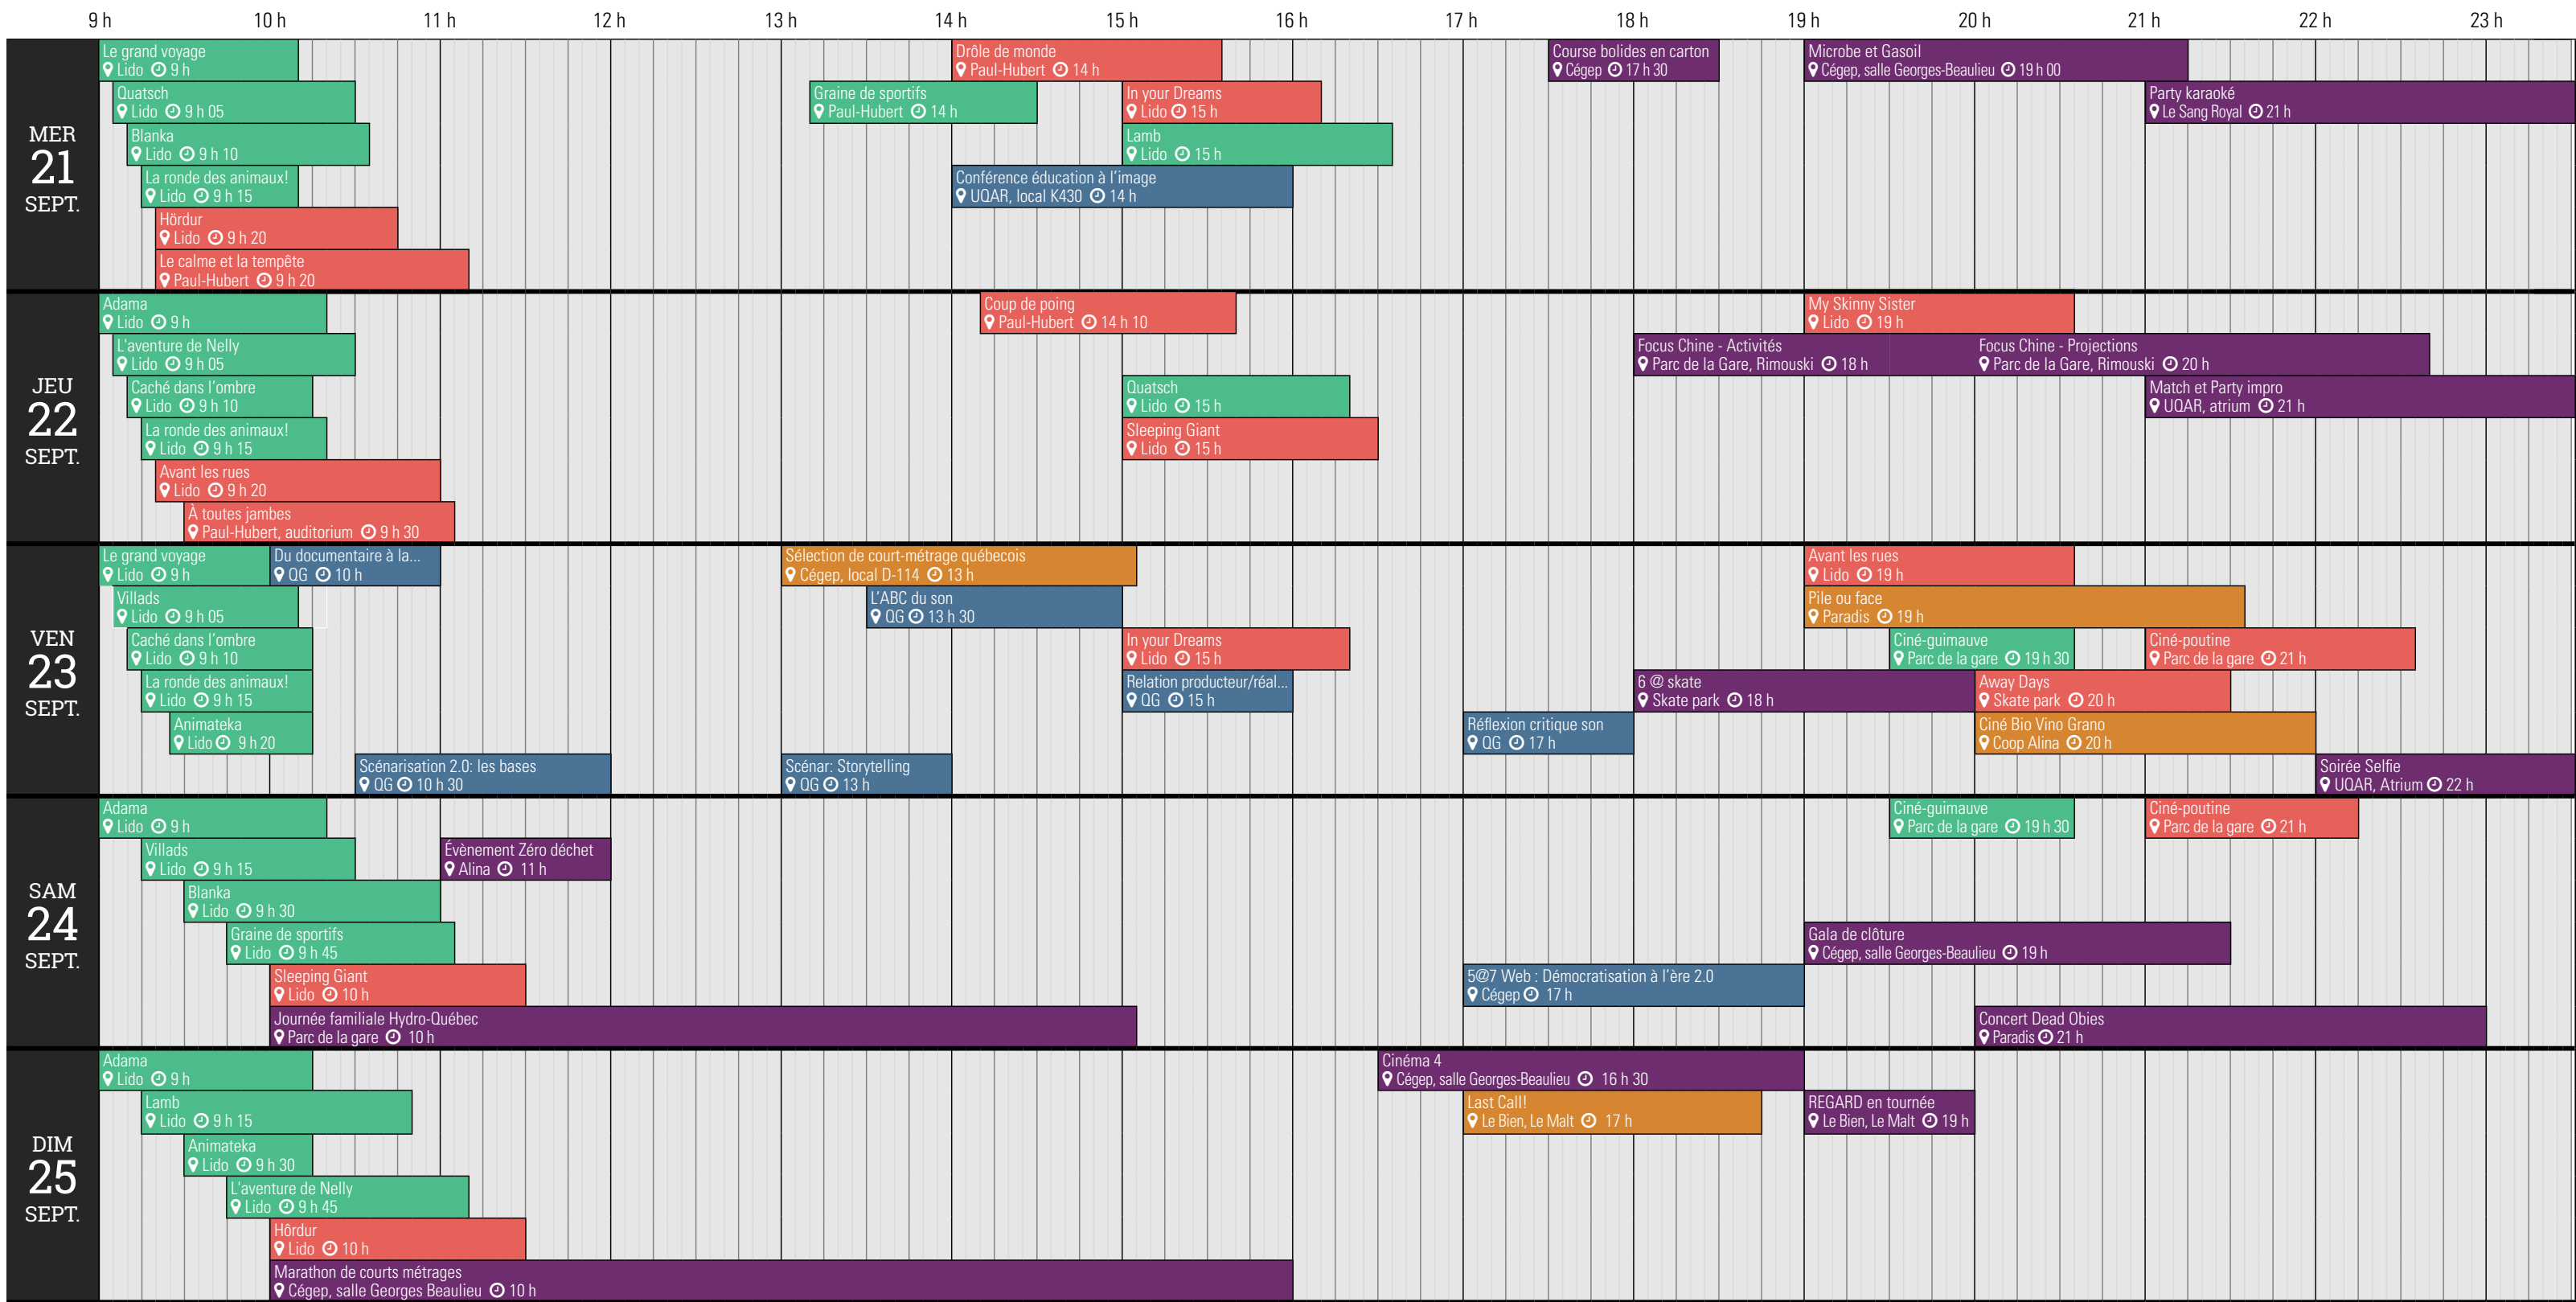 9 h 10 h 11 h 12 h 13 h 14 h 15 h 16 h 17 h 18 h 19 h 20 h 21 h 22 h 23 h
MER
21
SEPT.
Le grand voyage
Lido 9 h
Drôle de monde
Paul-Hubert 14 h
Course bolides en carton
Cégep 17 h 30
Microbe et Gasoil
Cégep, salle Georges-Beaulieu 19 h 00
Quatsch
Lido 9 h 05
Graine de sportifs
Paul-Hubert 14 h
In your Dreams
Lido 15 h
Party karaoké
Le Sang Royal 21 h
Blanka
Lido 9 h 10
Lamb
Lido 15 h
La ronde des animaux!
Lido 9 h 15
Conférence éducation à l'image
UQAR, local K430 14 h
Hördur
Lido 9 h 20
Le calme et la tempête
Paul-Hubert 9 h 20
JEU
22
SEPT.
Adama
Lido 9 h
Coup de poing
Paul-Hubert 14 h 10
My Skinny Sister
Lido 19 h
L'aventure de Nelly
Lido 9 h 05
Focus Chine - Activités
Parc de la Gare, Rimouski 18 h
Focus Chine - Projections
Parc de la Gare, Rimouski 20 h
Caché dans l'ombre
Lido 9 h 10
Quatsch
Lido 15 h
Match et Party impro
UQAR, atrium 21 h
La ronde des animaux!
Lido 9 h 15
Sleeping Giant
Lido 15 h
Avant les rues
Lido 9 h 20
À toutes jambes
Paul-Hubert, auditorium 9 h 30
VEN
23
SEPT.
Le grand voyage
Lido 9 h
Du documentaire à la...
QG 10 h
Sélection de court-métrage québecois
Cégep, local D-114 13 h
Avant les rues
Lido 19 h
Villads
Lido 9 h 05
L'ABC du son
QG 13 h 30
Pile ou face
Paradis 19 h
Caché dans l'ombre
Lido 9 h 10
In your Dreams
Lido 15 h
Ciné-guimauve
Parc de la gare 19 h 30
Ciné-poutine
Parc de la gare 21 h
La ronde des animaux!
Lido 9 h 15
Relation producteur/réal...
QG 15 h
6 @ skate
Skate park 18 h
Away Days
Skate park 20 h
Animateka
Lido 9 h 20
Réflexion critique son
QG 17 h
Ciné Bio Vino Grano
Coop Alina 20 h
Scénarisation 2.0: les bases
QG 10 h 30
Scénar: Storytelling
QG 13 h
Soirée Selfie
UQAR, Atrium 22 h
SAM
24
SEPT.
Adama
Lido 9 h
Ciné-guimauve
Parc de la gare 19 h 30
Ciné-poutine
Parc de la gare 21 h
Villads
Lido 9 h 15
Évènement Zéro déchet
Alina 11 h
Blanka
Lido 9 h 30
Graine de sportifs
Lido 9 h 45
Gala de clôture
Cégep, salle Georges-Beaulieu 19 h
Sleeping Giant
Lido 10 h
5@7 Web : Démocratisation à l'ère 2.0
Cégep 17 h
Journée familiale Hydro-Québec
Parc de la gare 10 h
Concert Dead Obies
Paradis 21 h
DIM
25
SEPT.
Adama
Lido 9 h
Cinéma 4
Cégep, salle Georges-Beaulieu 16 h 30
Lamb
Lido 9 h 15
Last Call!
Le Bien, Le Malt 17 h
REGARD en tournée
Le Bien, Le Malt 19 h
Animateka
Lido 9 h 30
L'aventure de Nelly
Lido 9 h 45
Hôrdur
Lido 10 h
Marathon de courts métrages
Cégep, salle Georges Beaulieu 10 h